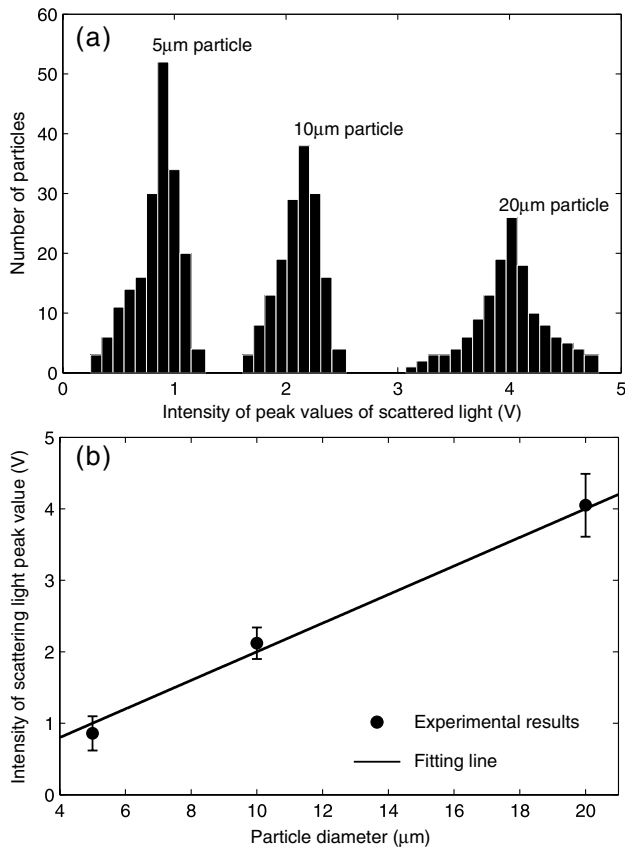 (a)
5μm particle
10μm particle
20μm particle
Number of particles
60
50
40
30
20
10
0
0 1 2 3 4 5
Intensity of peak values of scattered light (V)
(b)
Intensity of scattering light peak value (V)
5
4
3
2
1
0
Experimental results
Fitting line
4 6 8 10 12 14 16 18 20
Particle diameter (μm)